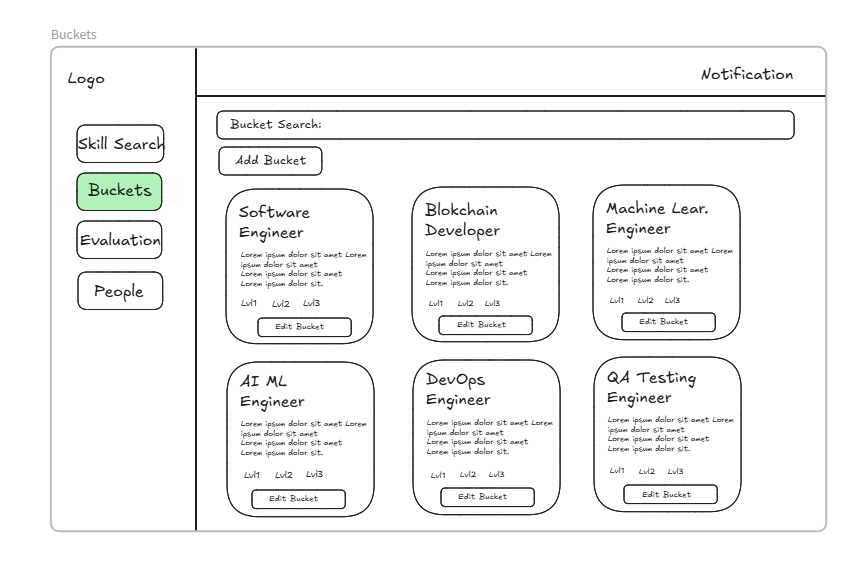 Buckets
Logo
Notification
Skill Search
Buckets
Evaluation
People
Bucket Search:
Add Bucket
Software
Engineer
Lorem ipsum dolor sit amet Lorem
ipsum dolor sit amet
Lorem ipsum dolor sit amet
Lorem ipsum dolor sit.
Lvl1 Lvl2 Lvl3
Edit Bucket
Blokchain
Developer
Lorem ipsum dolor sit amet Lorem
ipsum dolor sit amet
Lorem ipsum dolor sit amet
Lorem ipsum dolor sit.
Lvl1 Lvl2 Lvl3
Edit Bucket
Machine Lear.
Engineer
Lorem ipsum dolor sit amet Lorem
ipsum dolor sit amet
Lorem ipsum dolor sit amet
Lorem ipsum dolor sit.
Lvl1 Lvl2 Lvl3
Edit Bucket
AI ML
Engineer
Lorem ipsum dolor sit amet Lorem
ipsum dolor sit amet
Lorem ipsum dolor sit amet
Lorem ipsum dolor sit.
Lvl1 Lvl2 Lvl3
Edit Bucket
DevOps
Engineer
Lorem ipsum dolor sit amet Lorem
ipsum dolor sit amet
Lorem ipsum dolor sit amet
Lorem ipsum dolor sit.
Lvl1 Lvl2 Lvl3
Edit Bucket
QA Testing
Engineer
Lorem ipsum dolor sit amet Lorem
ipsum dolor sit amet
Lorem ipsum dolor sit amet
Lorem ipsum dolor sit.
Lvl1 Lvl2 Lvl3
Edit Bucket